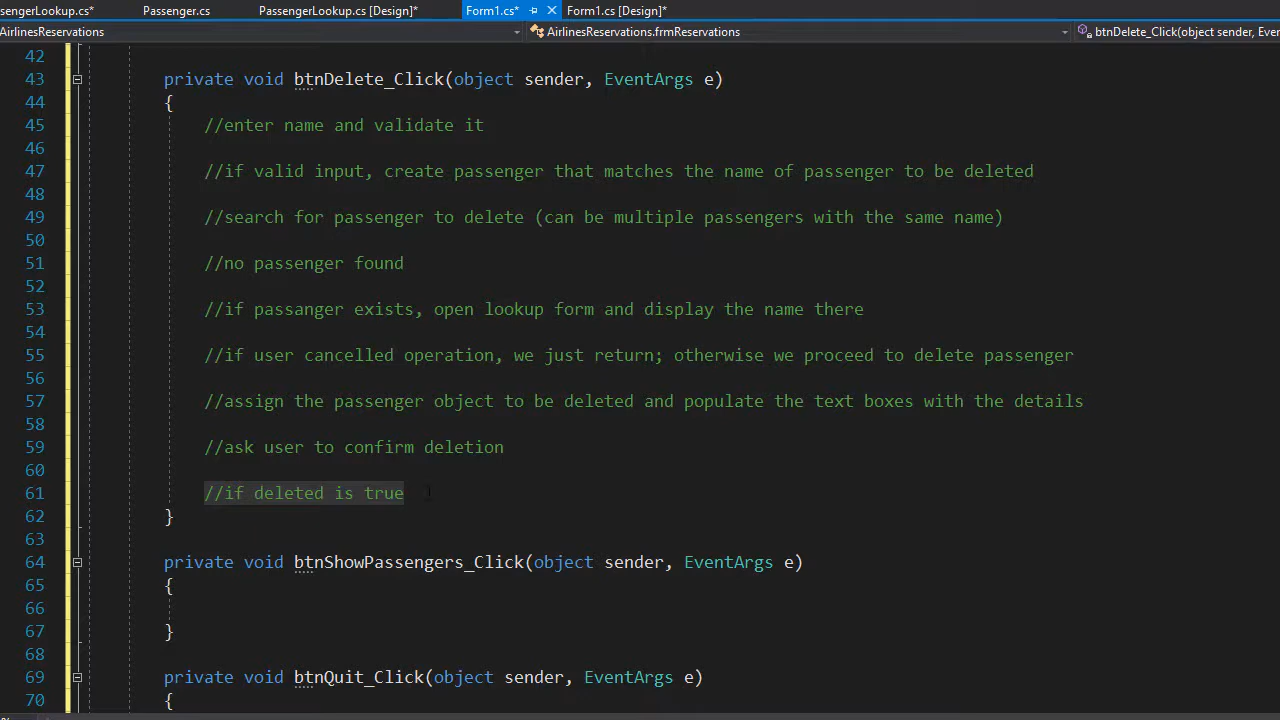 sengerLookup.cs* Passenger.cs PassengerLookup.cs [Design]* Form1.cs* Form1.cs [Design]*
AirlinesReservations AirlinesReservations.frmReservations btnDelete_Click(object sender, Even
42
43 private void btnDelete_Click(object sender, EventArgs e)
44 {
45 //enter name and validate it
46
47 //if valid input, create passenger that matches the name of passenger to be deleted
48
49 //search for passenger to delete (can be multiple passengers with the same name)
50
51 //no passenger found
52
53 //if passanger exists, open lookup form and display the name there
54
55 //if user cancelled operation, we just return; otherwise we proceed to delete passenger
56
57 //assign the passenger object to be deleted and populate the text boxes with the details
58
59 //ask user to confirm deletion
60
61 //if deleted is true
62 }
63
64 private void btnShowPassengers_Click(object sender, EventArgs e)
65 {
66
67 }
68
69 private void btnQuit_Click(object sender, EventArgs e)
70 {